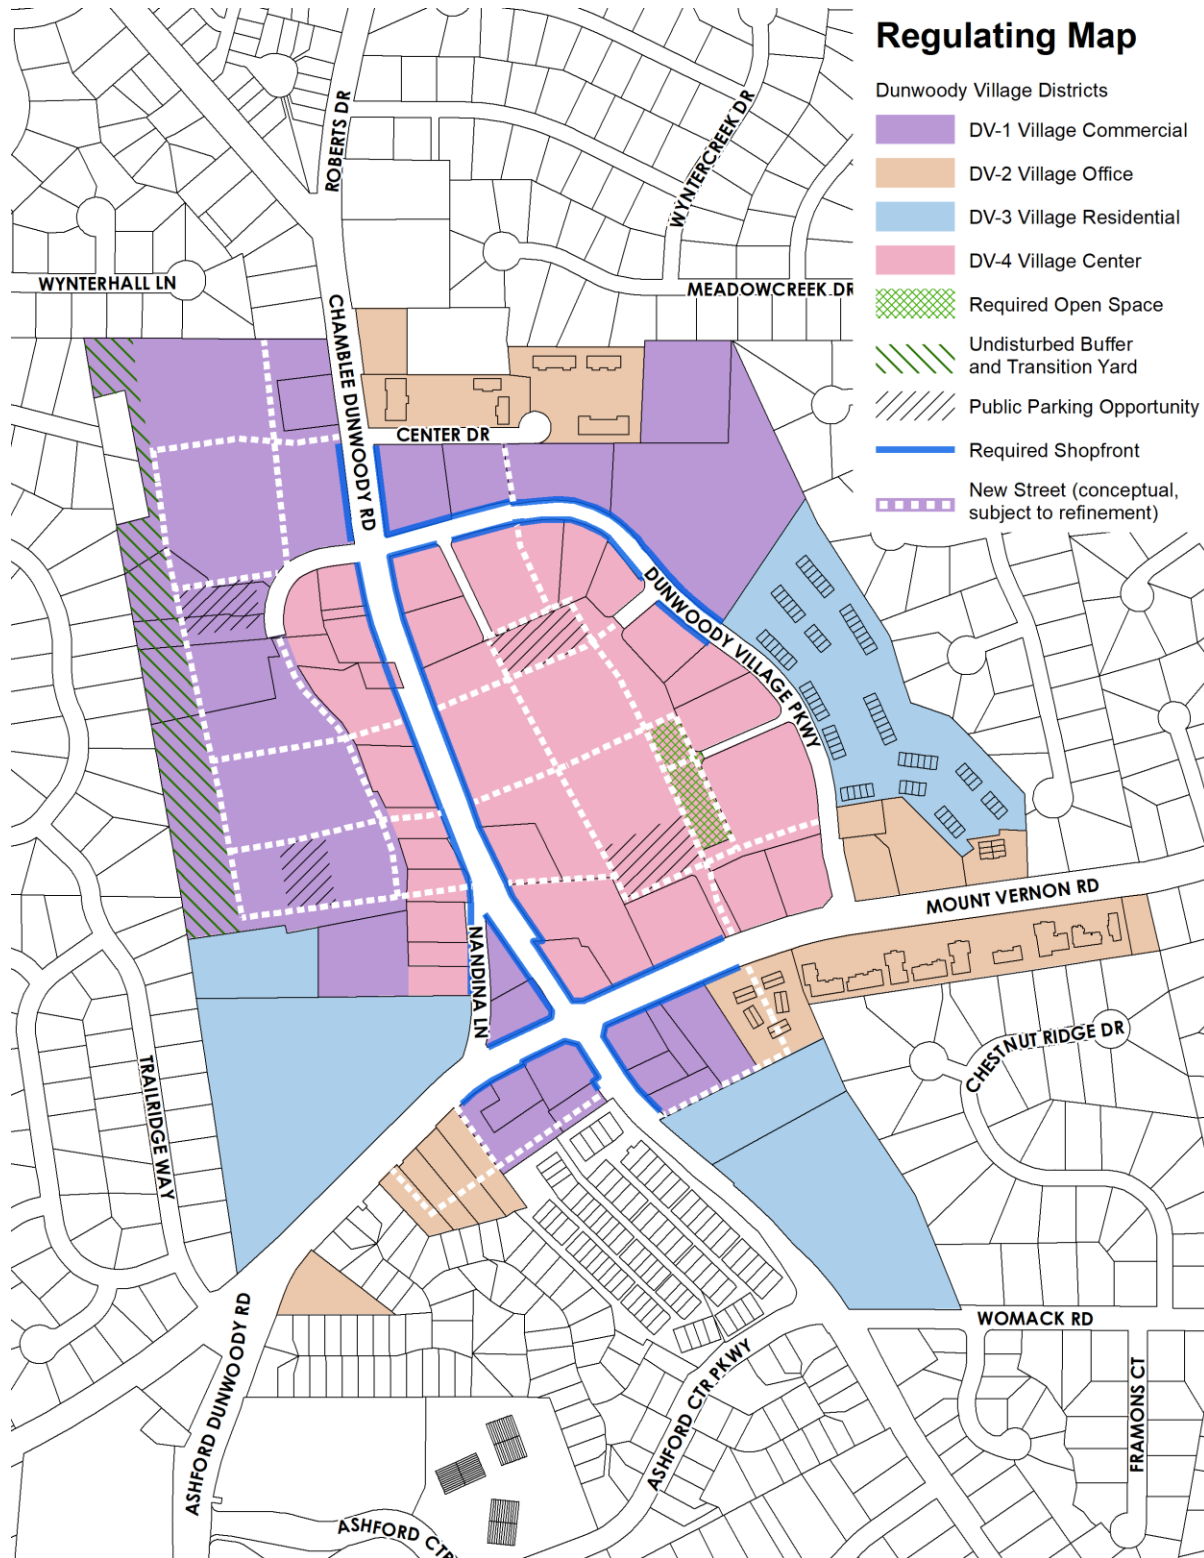 Regulating Map
Dunwoody Village Districts
DV-1 Village Commercial
DV-2 Village Office
DV-3 Village Residential
DV-4 Village Center
Required Open Space
Undisturbed Buffer
and Transition Yard
Public Parking Opportunity
Required Shopfront
New Street (conceptual,
subject to refinement)
ROBERTS DR
WYNTERCREEK DR
WYNTERHALL LN
MEADOWCREEK DR
CHAMBLEE DUNWOODY RD
CENTER DR
DUNWOODY VILLAGE PKWY
MOUNT VERNON RD
NANDINA LN
CHESTNUT RIDGE DR
TRAILRIDGE WAY
WOMACK RD
ASHFORD DUNWOODY RD
ASHFORD CTR PKWY
FRAMONS CT
ASHFORD CTR